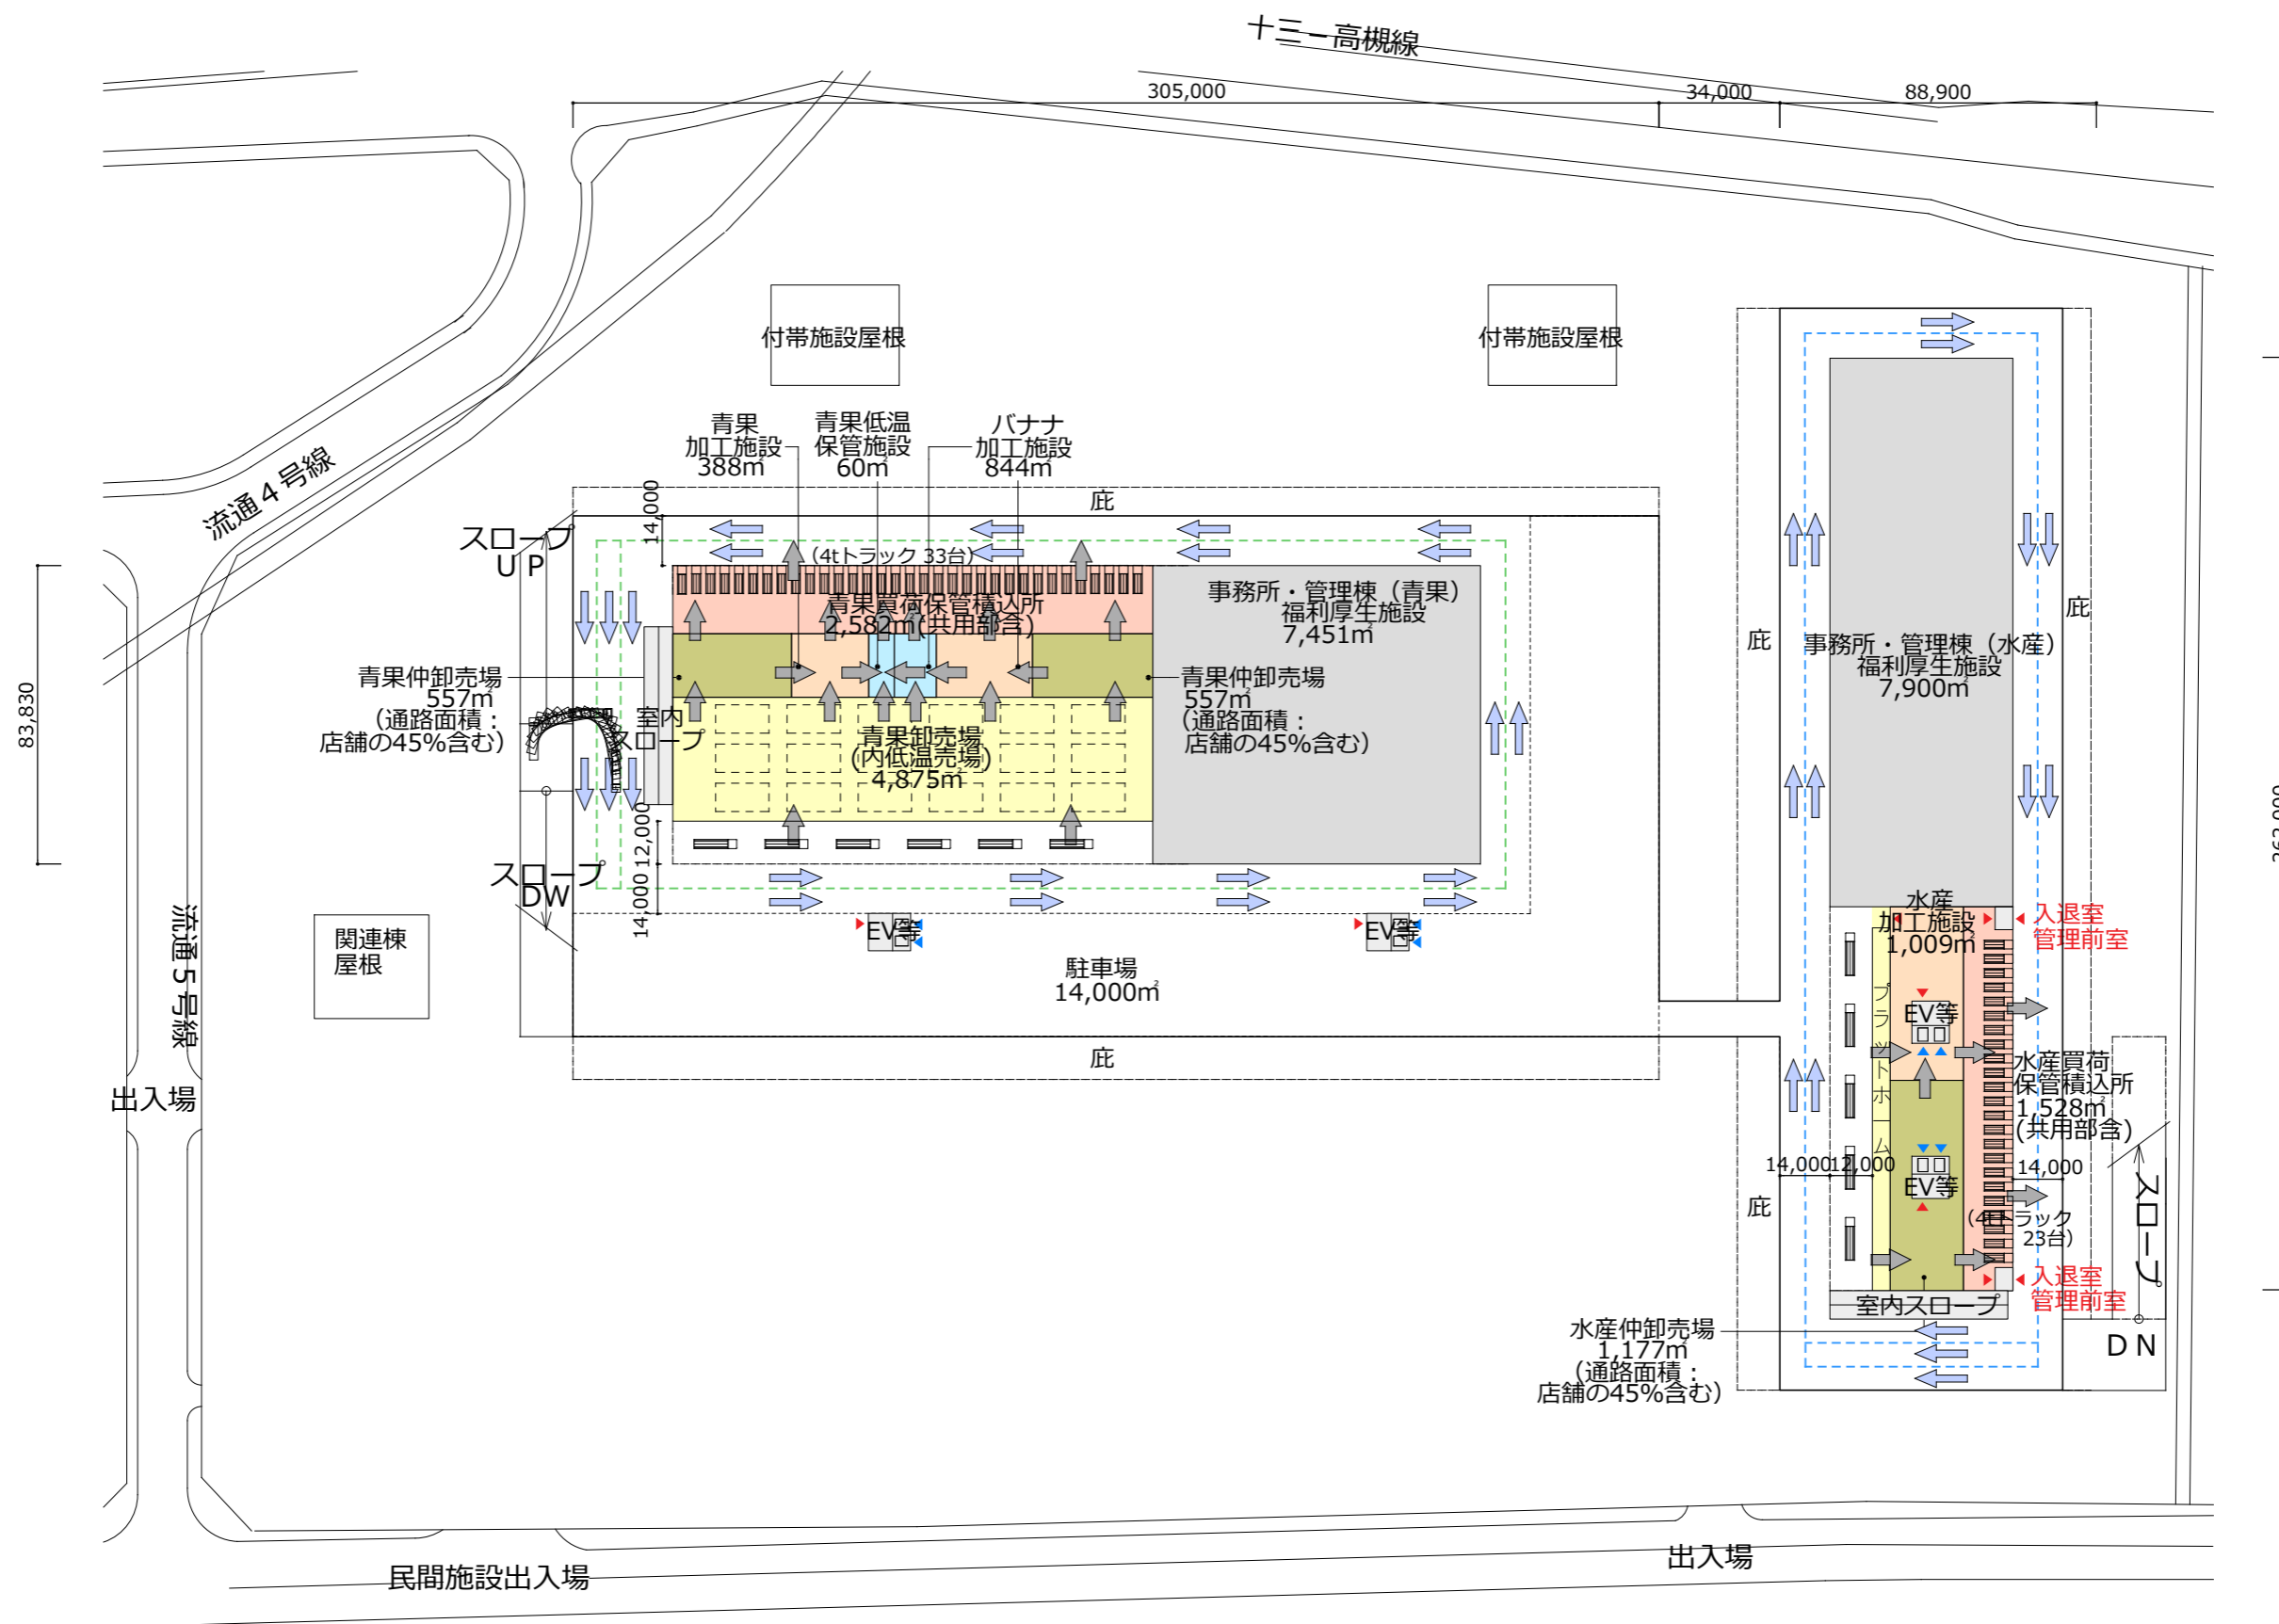 十三ー高槻線
305,000
34,000
88,900
付帯施設屋根
付帯施設屋根
青果
加工施設
388㎡
青果低温
保管施設
60㎡
バナナ
加工施設
844㎡
流通４号線
スロープ
ＵＰ
14,000
庇
（4tトラック 33台）
青果買荷保管積込所
2,582㎡(共用部含)
事務所・管理棟（青果）
福利厚生施設
7,451㎡
庇
庇
事務所・管理棟（水産）
福利厚生施設
7,900㎡
83,830
青果仲卸売場
557㎡
（通路面積：
店舗の45%含む）
室内
スロープ
青果卸売場
(内低温売場)
4,875㎡
青果仲卸売場
557㎡
（通路面積：
店舗の45%含む）
12,000
スロープ
DW
14,000
EV等
EV等
流通５号線
関連棟
屋根
駐車場
14,000㎡
庇
水産
加工施設
1,009㎡
入退室
管理前室
プラットホーム
EV等
水産買荷
保管積込所
1,528㎡
(共用部含)
出入場
14,000
12,000
14,000
EV等
庇
（4tトラック
23台）
スロープ
入退室
管理前室
室内スロープ
ＤＮ
水産仲卸売場
1,177㎡
（通路面積：
店舗の45%含む）
民間施設出入場
出入場